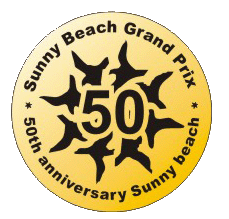 Sunny Beach Grand Prix
50
* 50th anniversary Sunny beach *